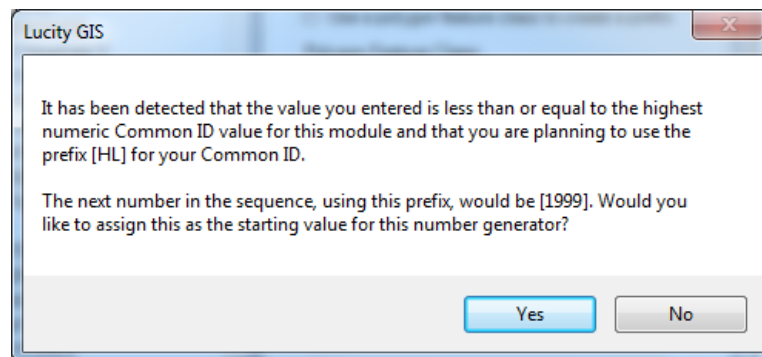 Lucity GIS
It has been detected that the value you entered is less than or equal to the highest
numeric Common ID value for this module and that you are planning to use the
prefix [HL] for your Common ID.
The next number in the sequence, using this prefix, would be [1999]. Would you
like to assign this as the starting value for this number generator?
Yes
No